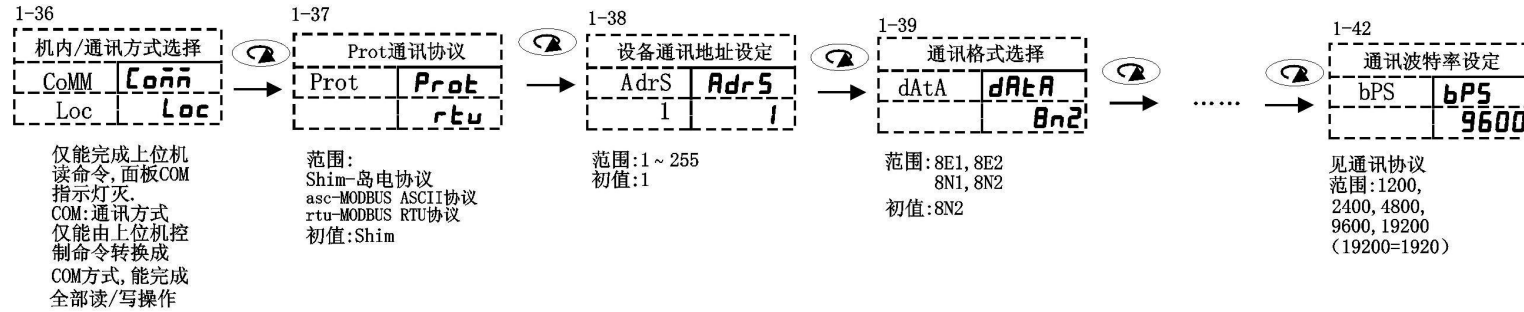 1-36
机内/通讯方式选择
CoMM Comm
Loc Loc
仅能完成上位机
读命令,面板COM
指示灯灭.
COM:通讯方式
仅能由上位机控
制命令转换成
COM方式,能完成
全部读/写操作
1-37
Prot通讯协议
Prot Prot
rtu
范围:
Shim-岛电协议
asc-MODBUS ASCII协议
rtu-MODBUS RTU协议
初值:Shim
1-38
设备通讯地址设定
AdrS AdrS
1 1
范围:1~255
初值:1
1-39
通讯格式选择
dAtA dAtA
8n2
范围:8E1,8E2
8N1,8N2
初值:8N2
……
1-42
通讯波特率设定
bPS bPS
9600
见通讯协议
范围:1200,
2400,4800,
9600,19200
(19200=1920)